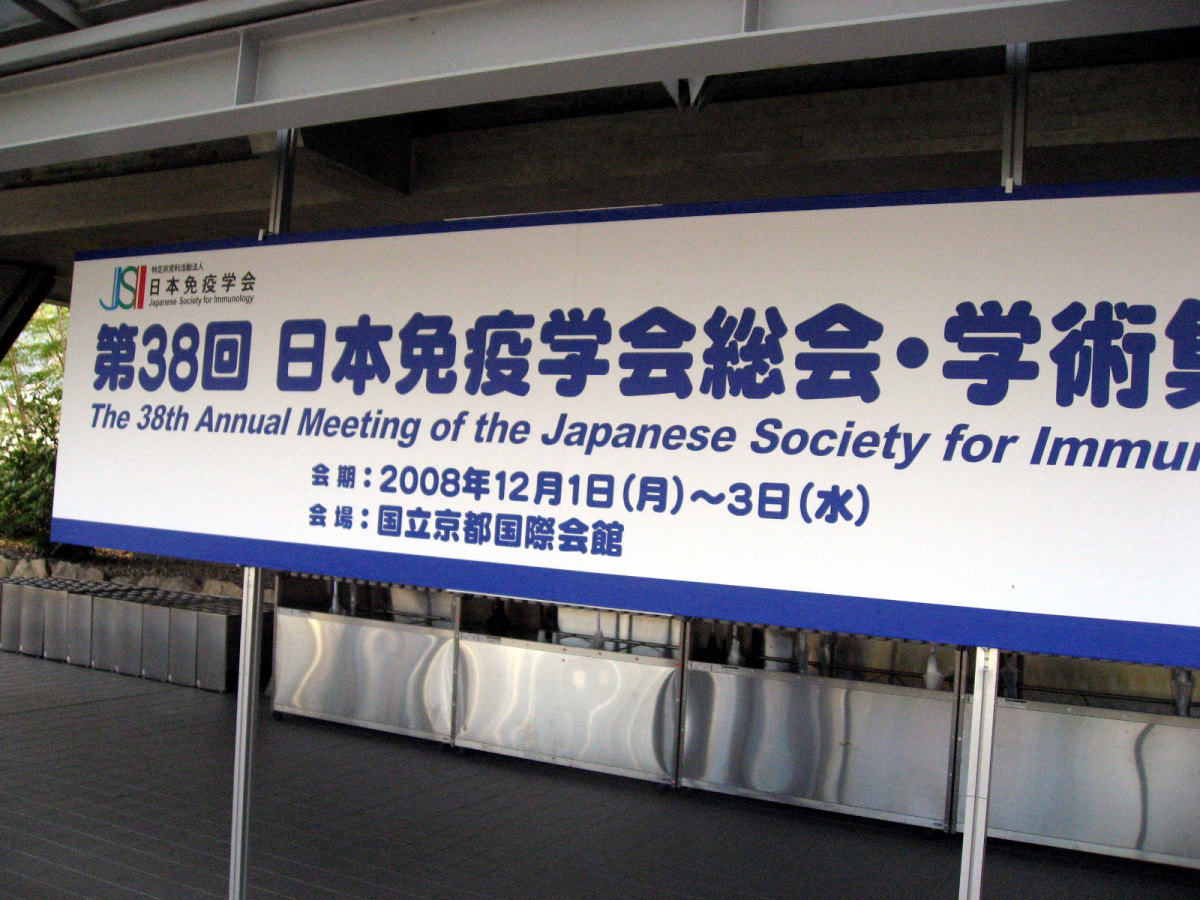 JSI
特定非営利活動法人
日本免疫学会
Japanese Society for Immunology
第38回 日本免疫学会総会・学術集
The 38th Annual Meeting of the Japanese Society for Immun
会期：2008年12月1日(月)～3日(水)
会場：国立京都国際会館